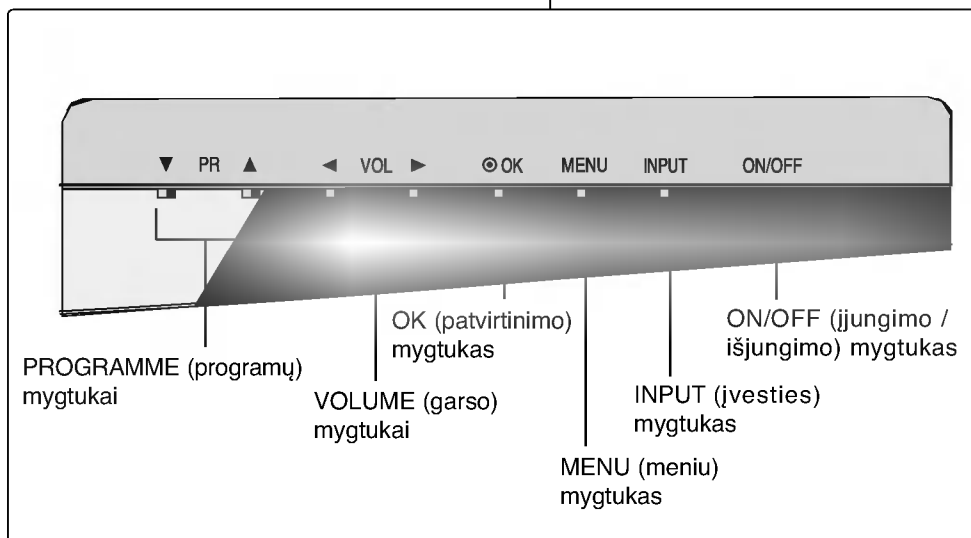 ▼ PR ▲ ◄ VOL ► ⊙ OK MENU INPUT ON/OFF
PROGRAMME (programų)
mygtukai
VOLUME (garso)
mygtukai
OK (patvirtinimo)
mygtukas
MENU (meniu)
mygtukas
INPUT (įvesties)
mygtukas
ON/OFF (įjungimo /
išjungimo) mygtukas